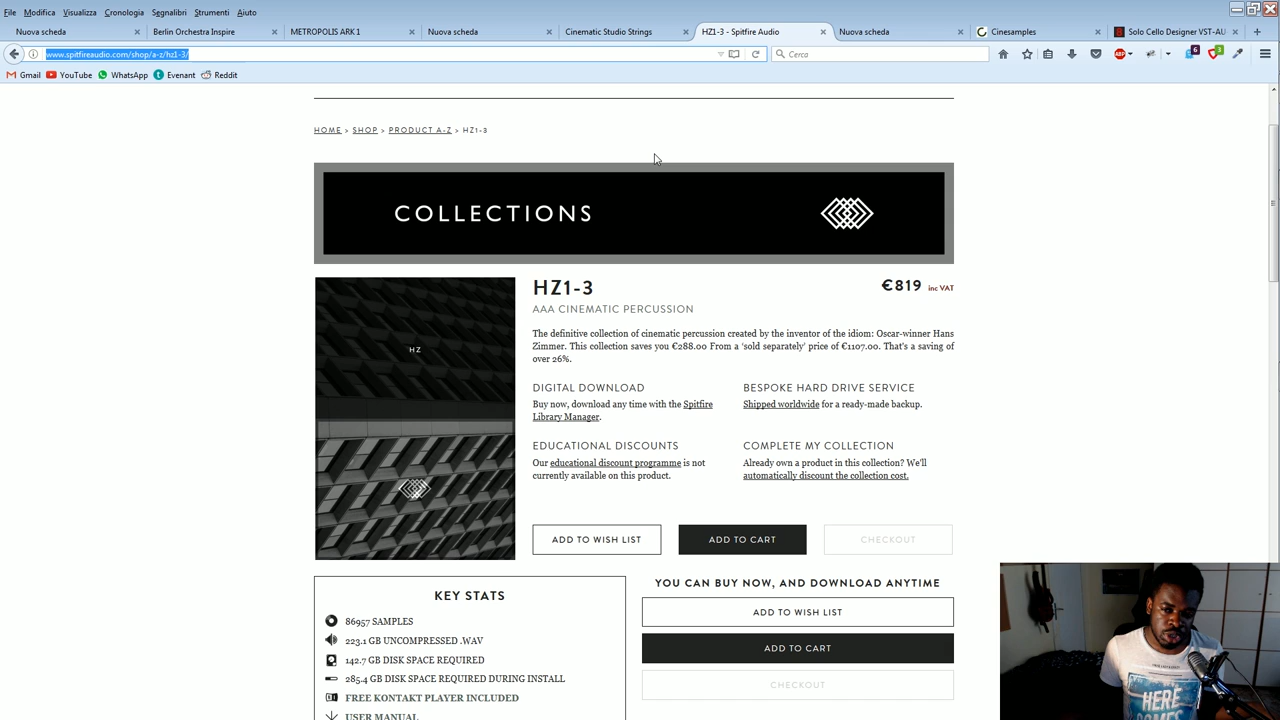 File Modifica Visualizza Cronologia Segnalibri Strumenti Aiuto
Nuova scheda Berlin Orchestra Inspire METROPOLIS ARK 1 Nuova scheda Cinematic Studio Strings HZ1-3 - Spitfire Audio Nuova scheda Cinesamples Solo Cello Designer VST-AU
www.spitfireaudio.com/shop/a-z/hz1-3/ Cerca ABP 6 3
Gmail YouTube WhatsApp Evenant Reddit
HOME > SHOP > PRODUCT A-Z > HZ1-3
COLLECTIONS
HZ
HZ1-3 €819 inc VAT
AAA CINEMATIC PERCUSSION
The definitive collection of cinematic percussion created by the inventor of the idiom: Oscar-winner Hans
Zimmer. This collection saves you €288.00 From a 'sold separately' price of €1107.00. That's a saving of
over 26%.
DIGITAL DOWNLOAD
Buy now, download any time with the Spitfire
Library Manager.
BESPOKE HARD DRIVE SERVICE
Shipped worldwide for a ready-made backup.
EDUCATIONAL DISCOUNTS
Our educational discount programme is not
currently available on this product.
COMPLETE MY COLLECTION
Already own a product in this collection? We'll
automatically discount the collection cost.
ADD TO WISH LIST ADD TO CART CHECKOUT
KEY STATS
86957 SAMPLES
223.1 GB UNCOMPRESSED .WAV
142.7 GB DISK SPACE REQUIRED
285.4 GB DISK SPACE REQUIRED DURING INSTALL
FREE KONTAKT PLAYER INCLUDED
USER MANUAL
YOU CAN BUY NOW, AND DOWNLOAD ANYTIME
ADD TO WISH LIST
ADD TO CART
CHECKOUT
HERE
COMES